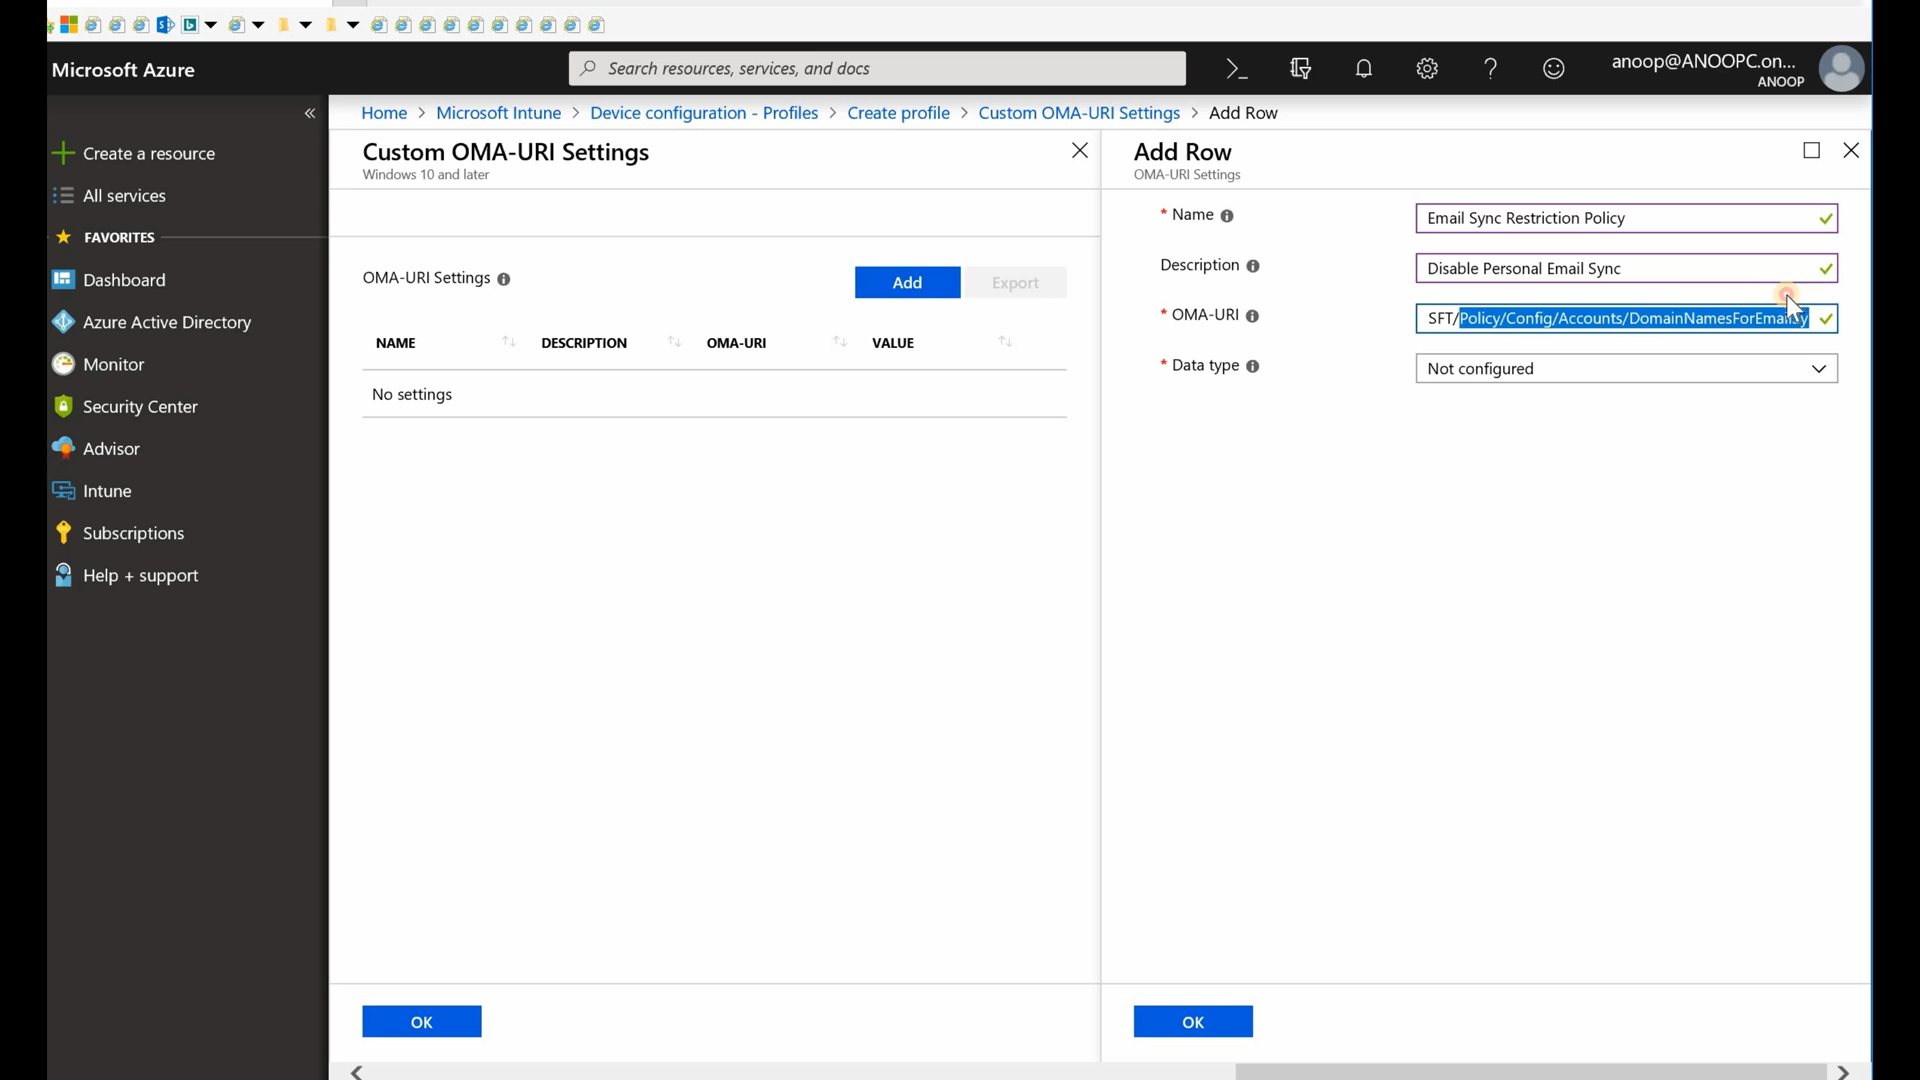 Microsoft Azure
Search resources, services, and docs
anoop@ANOOPC.on...
ANOOP
Home > Microsoft Intune > Device configuration - Profiles > Create profile > Custom OMA-URI Settings > Add Row
Create a resource
All services
FAVORITES
Dashboard
Azure Active Directory
Monitor
Security Center
Advisor
Intune
Subscriptions
Help + support
Custom OMA-URI Settings
Windows 10 and later
OMA-URI Settings
Add
Export
NAME
DESCRIPTION
OMA-URI
VALUE
No settings
OK
Add Row
OMA-URI Settings
* Name
Email Sync Restriction Policy
Description
Disable Personal Email Sync
* OMA-URI
SFT/Policy/Config/Accounts/DomainNamesForEmailSy
* Data type
Not configured
OK